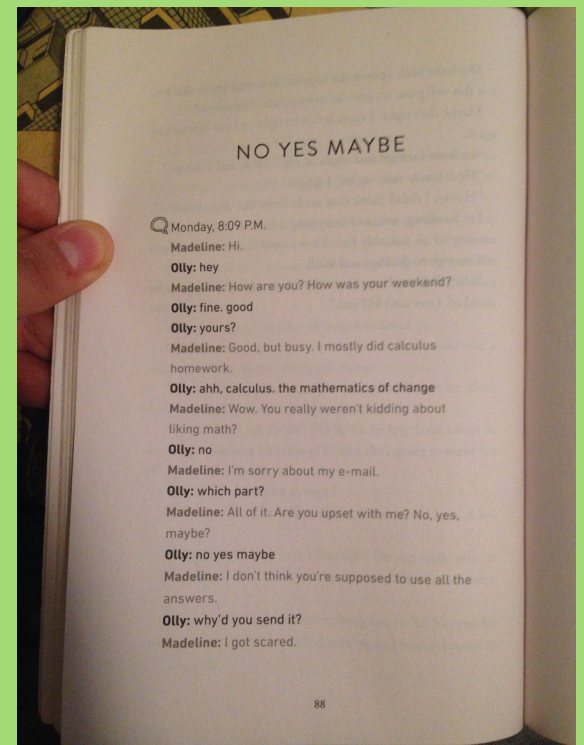 NO YES MAYBE
Monday, 8:09 P.M.
Madeline: Hi.
Olly: hey
Madeline: How are you? How was your weekend?
Olly: fine. good
Olly: yours?
Madeline: Good, but busy. I mostly did calculus
homework.
Olly: ahh, calculus. the mathematics of change
Madeline: Wow. You really weren't kidding about
liking math?
Olly: no
Madeline: I'm sorry about my e-mail.
Olly: which part?
Madeline: All of it. Are you upset with me? No, yes,
maybe?
Olly: no yes maybe
Madeline: I don't think you're supposed to use all the
answers.
Olly: why'd you send it?
Madeline: I got scared.
88